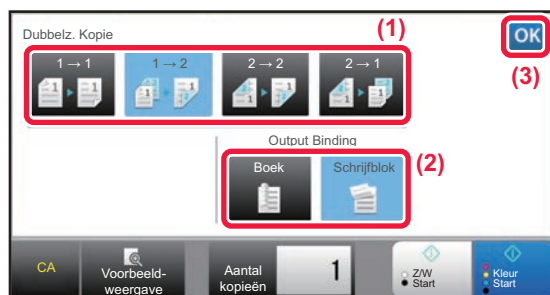 Dubbelz. Kopie
(1)
OK
(3)
1 → 1
1 → 2
2 → 2
2 → 1
Output Binding
Boek
Schrijfblok
(2)
CA
Voorbeeld-
weergave
Aantal
kopieën
1
Z/W
Start
Kleur
Start